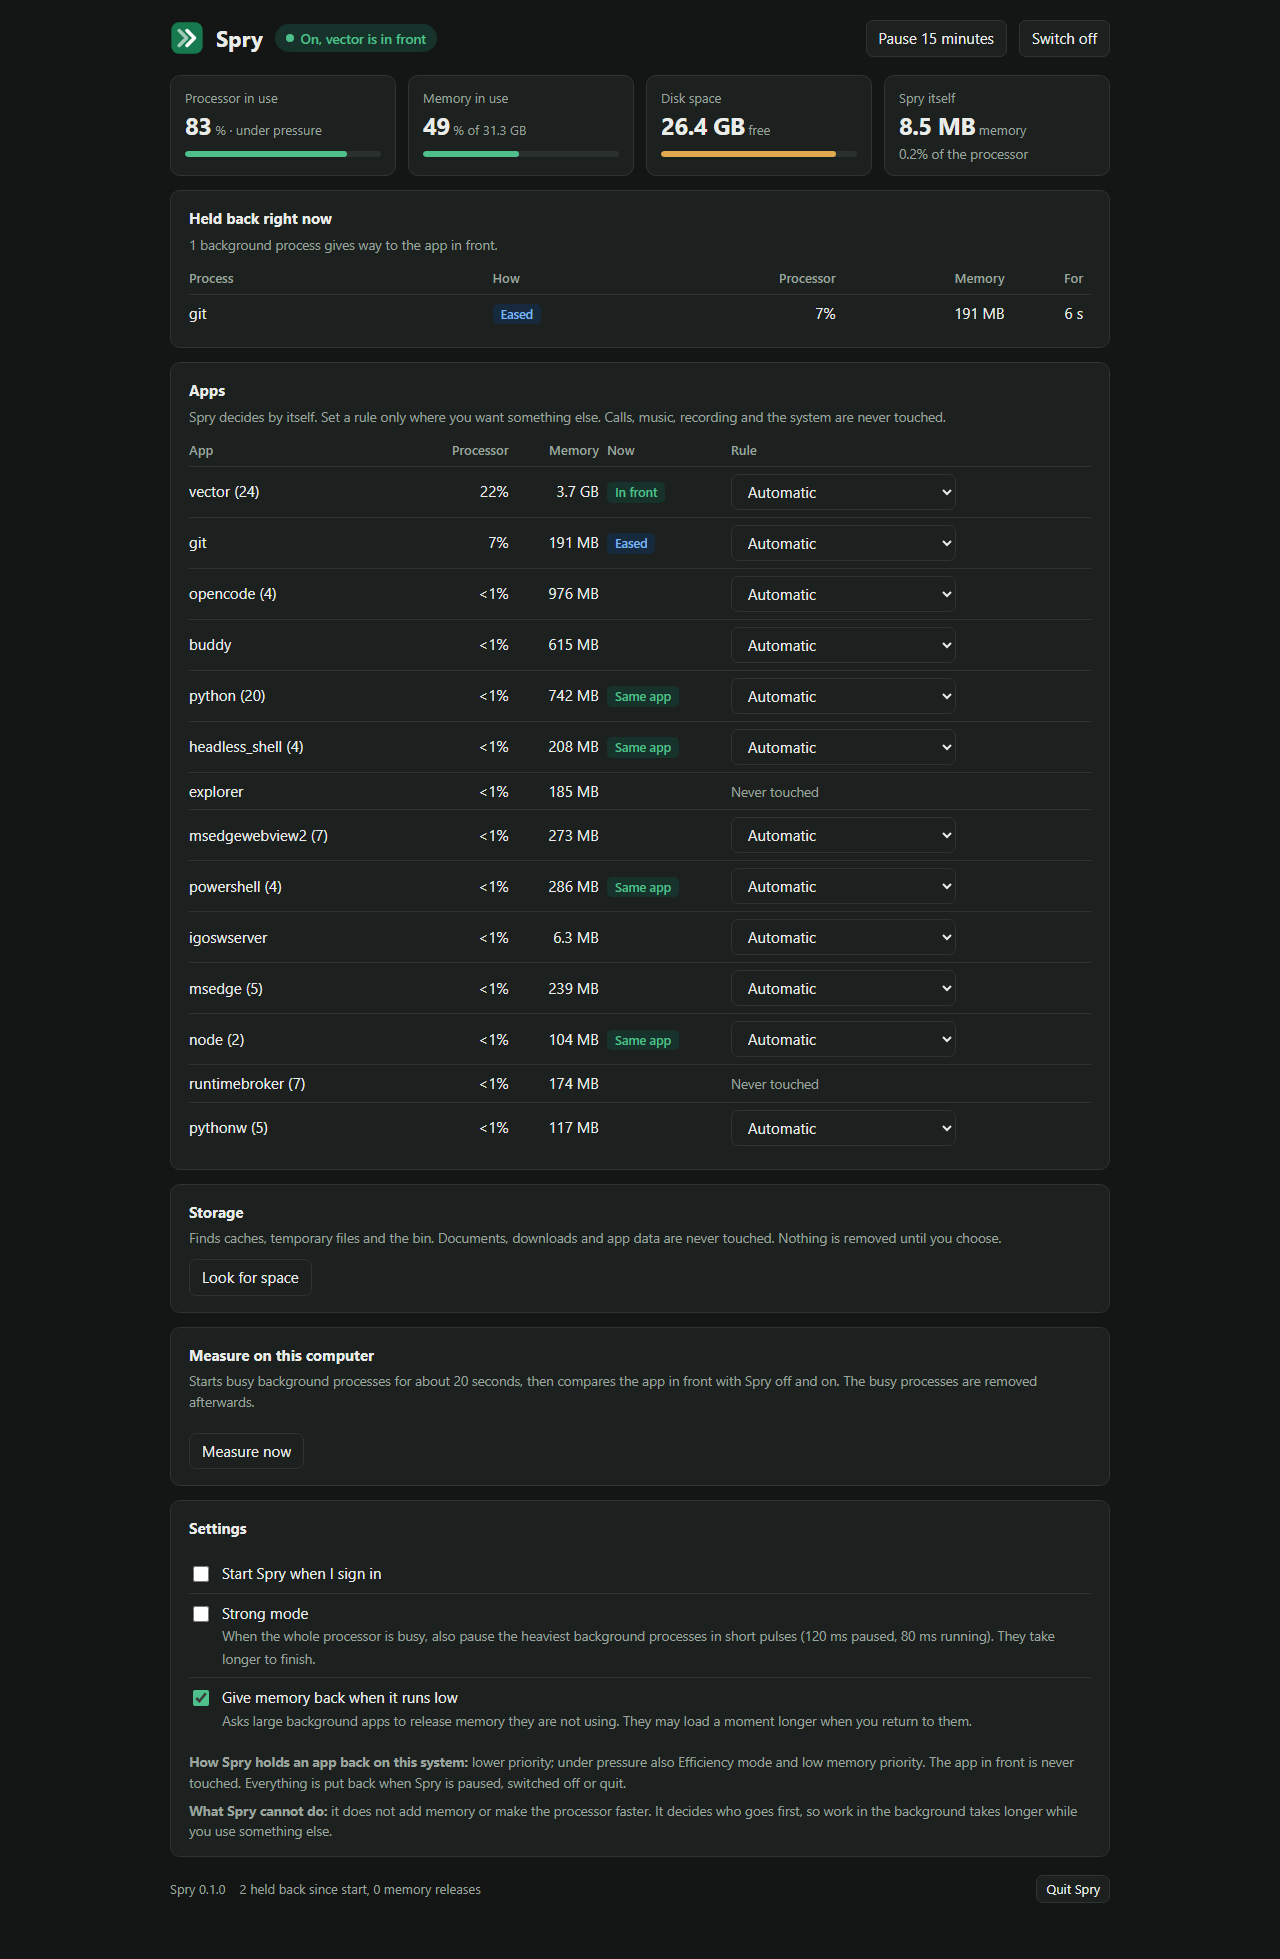 Spry
On, vector is in front
Pause 15 minutes
Switch off
Processor in use
83 % · under pressure
Memory in use
49 % of 31.3 GB
Disk space
26.4 GB free
Spry itself
8.5 MB memory
0.2% of the processor
Held back right now
1 background process gives way to the app in front.
Process How Processor Memory For
git Eased 7% 191 MB 6 s
Apps
Spry decides by itself. Set a rule only where you want something else. Calls, music, recording and the system are never touched.
App Processor Memory Now Rule
vector (24) 22% 3.7 GB In front Automatic
git 7% 191 MB Eased Automatic
opencode (4) <1% 976 MB Automatic
buddy <1% 615 MB Automatic
python (20) <1% 742 MB Same app Automatic
headless_shell (4) <1% 208 MB Same app Automatic
explorer <1% 185 MB Never touched
msedgewebview2 (7) <1% 273 MB Automatic
powershell (4) <1% 286 MB Same app Automatic
igoswserver <1% 6.3 MB Automatic
msedge (5) <1% 239 MB Automatic
node (2) <1% 104 MB Same app Automatic
runtimebroker (7) <1% 174 MB Never touched
pythonw (5) <1% 117 MB Automatic
Storage
Finds caches, temporary files and the bin. Documents, downloads and app data are never touched. Nothing is removed until you choose.
Look for space
Measure on this computer
Starts busy background processes for about 20 seconds, then compares the app in front with Spry off and on. The busy processes are removed
afterwards.
Measure now
Settings
Start Spry when I sign in
Strong mode
When the whole processor is busy, also pause the heaviest background processes in short pulses (120 ms paused, 80 ms running). They take
longer to finish.
Give memory back when it runs low
Asks large background apps to release memory they are not using. They may load a moment longer when you return to them.
How Spry holds an app back on this system: lower priority; under pressure also Efficiency mode and low memory priority. The app in front is never
touched. Everything is put back when Spry is paused, switched off or quit.
What Spry cannot do: it does not add memory or make the processor faster. It decides who goes first, so work in the background takes longer while
you use something else.
Spry 0.1.0 2 held back since start, 0 memory releases
Quit Spry